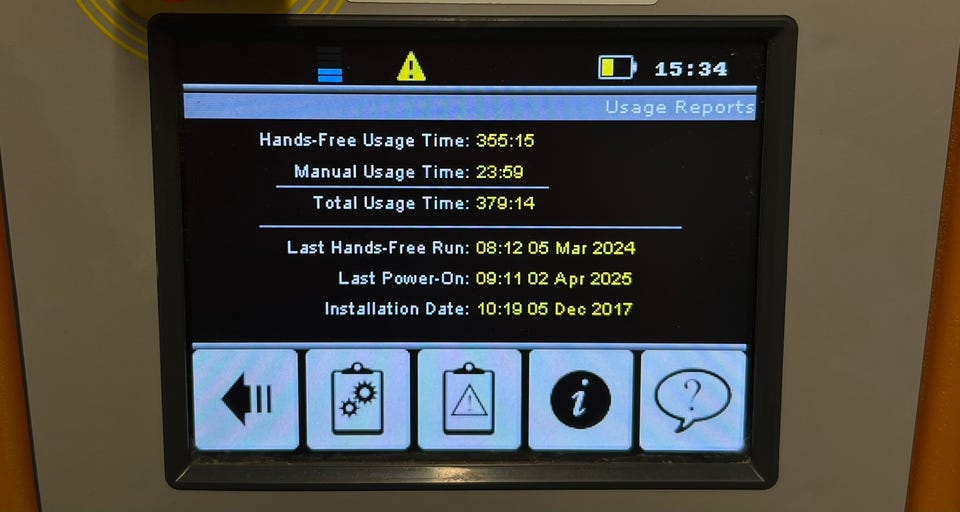 15:34
Usage Reports
Hands-Free Usage Time: 355:15
Manual Usage Time: 23:59
Total Usage Time: 379:14
Last Hands-Free Run: 08:12 05 Mar 2024
Last Power-On: 09:11 02 Apr 2025
Installation Date: 10:19 05 Dec 2017